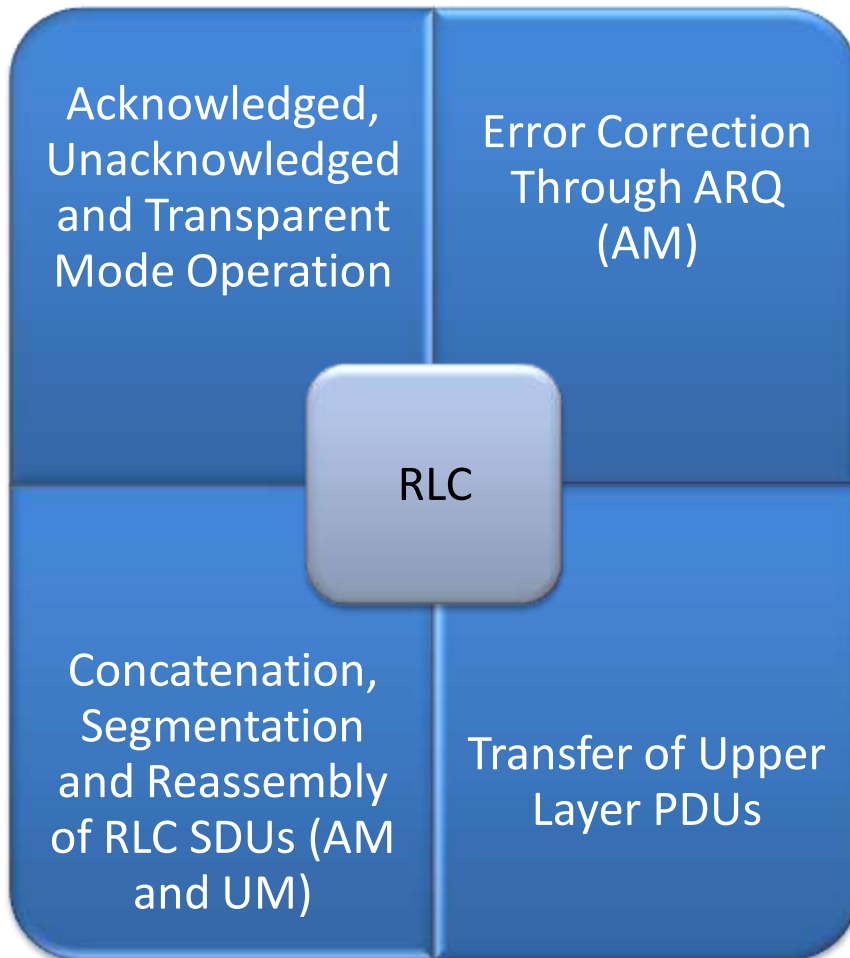 Acknowledged,
Unacknowledged
and Transparent
Mode Operation
Error Correction
Through ARQ
(AM)
RLC
Concatenation,
Segmentation
and Reassembly
of RLC SDUs (AM
and UM)
Transfer of Upper
Layer PDUs